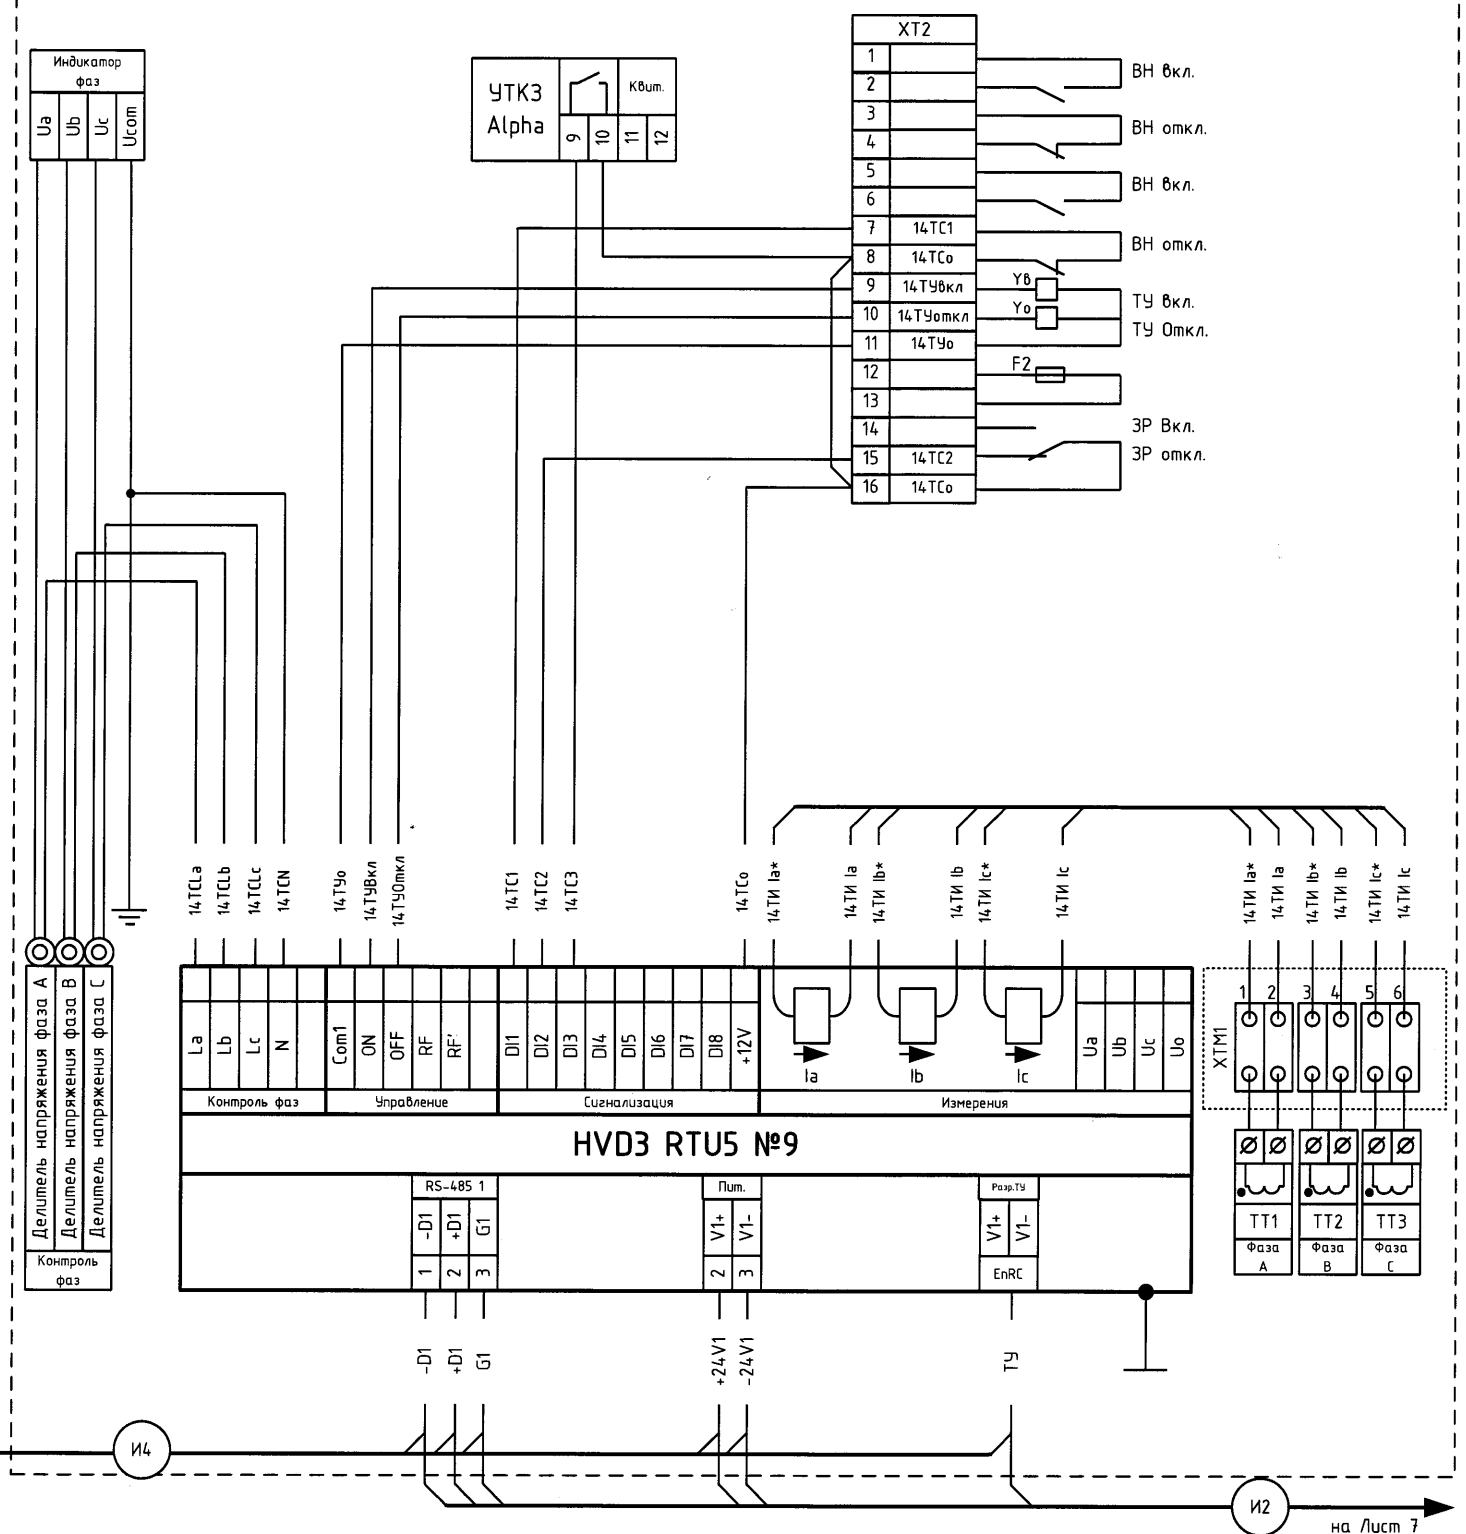 Индикатор
фаз
Ua
Ub
Uc
Ucom
УТКЗ
Alpha
Квит.
9
10
11
12
XT2
1
2
3
4
5
6
7 14ТС1
8 14ТСо
9 14ТУвкл
10 14ТУоткл
11 14ТУо
12
13
14
15 14ТС2
16 14ТСо
ВН вкл.
ВН откл.
ВН вкл.
ВН откл.
Yв
ТУ вкл.
Yо
ТУ Откл.
F2
ЗР Вкл.
ЗР откл.
14TCLa
14TCLb
14TCLc
14TCN
14ТУо
14ТУВкл
14ТУОткл
14ТС1
14ТС2
14ТС3
14ТСо
14ТИ Ia*
14ТИ Ia
14ТИ Ib*
14ТИ Ib
14ТИ Ic*
14ТИ Ic
14ТИ Ia*
14ТИ Ia
14ТИ Ib*
14ТИ Ib
14ТИ Ic*
14ТИ Ic
Делитель напряжения фаза А
Делитель напряжения фаза В
Делитель напряжения фаза С
Контроль
фаз
La
Lb
Lc
N
Com1
ON
OFF
RF
RF'
DI1
DI2
DI3
DI4
DI5
DI6
DI7
DI8
+12V
Ia
Ib
Ic
Ua
Ub
Uc
Uo
Контроль фаз
Управление
Сигнализация
Измерения
HVD3 RTU5 №9
RS-485 1
-D1
+D1
G1
1
2
3
Пит.
V1+
V1-
2
3
Разр.ТУ
V1+
V1-
EnRC
XTM1
1
2
3
4
5
6
ТТ1
ТТ2
ТТ3
Фаза
А
Фаза
В
Фаза
С
-D1
+D1
G1
+24V1
-24V1
ТУ
И4
И2
на Лист 7